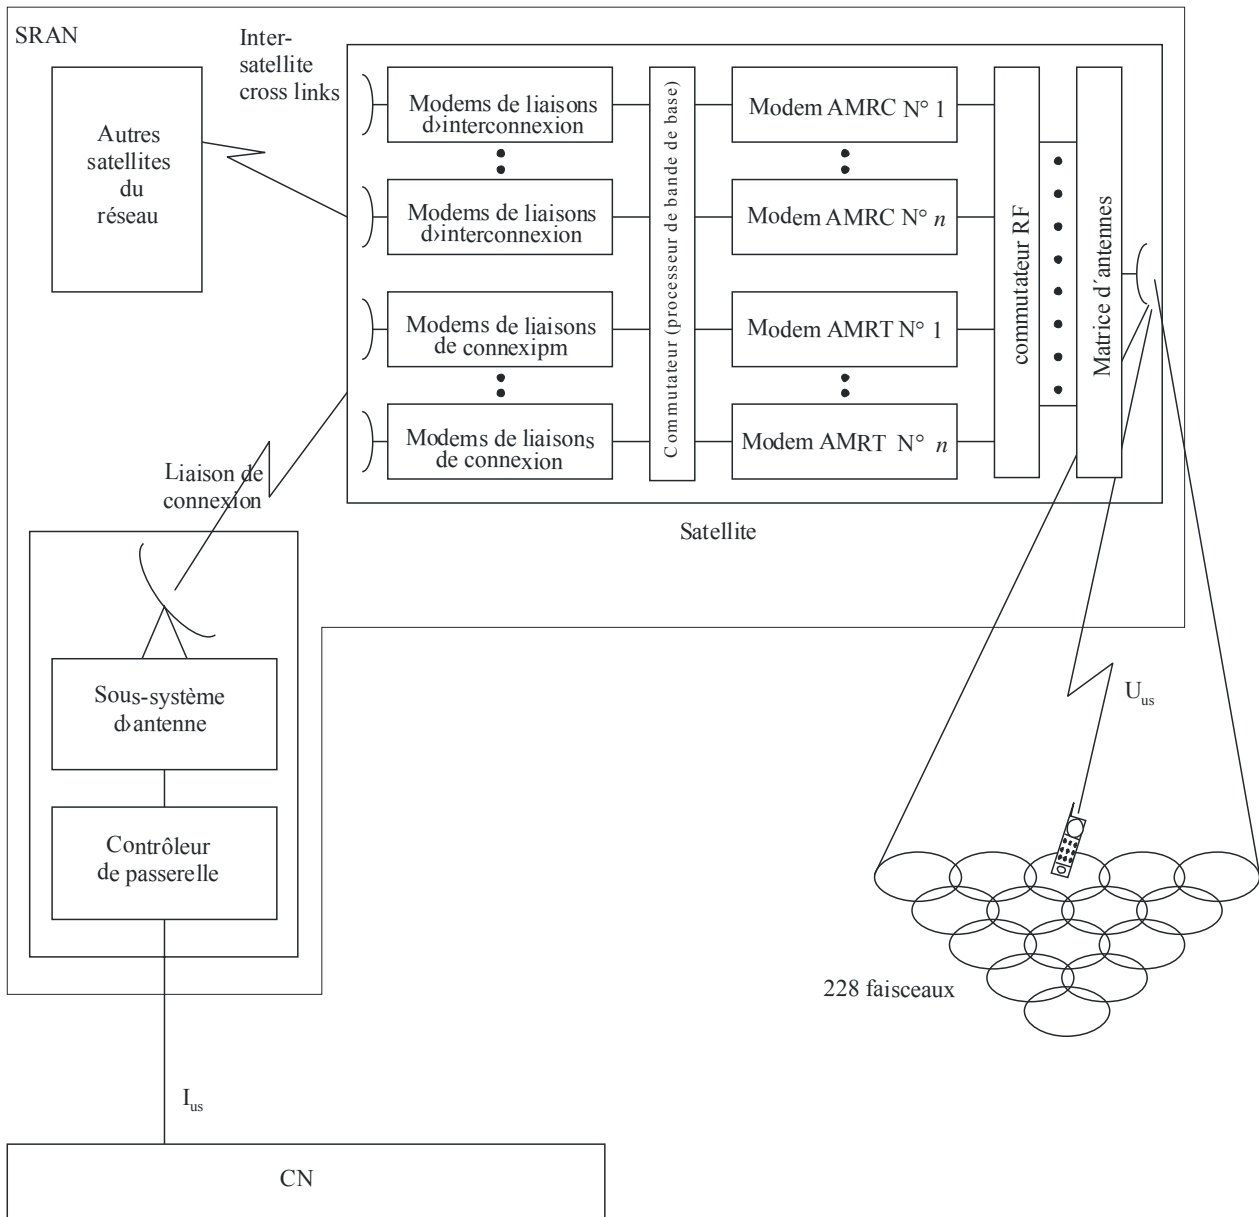 SRAN
Inter-
satellite
cross links
Autres
satellites
du
réseau
Modems de liaisons
d›interconnexion
Modems de liaisons
d›interconnexion
Modems de liaisons
de connexipm
Modems de liaisons
de connexion
Commutateur (processeur de bande de base)
Modem AMRC N° 1
Modem AMRC N° n
Modem AMRT N° 1
Modem AMRT N° n
commutateur RF
Matrice d´antennes
Satellite
Liaison de
connexion
Sous-système
d›antenne
Contrôleur
de passerelle
U us
228 faisceaux
I us
CN